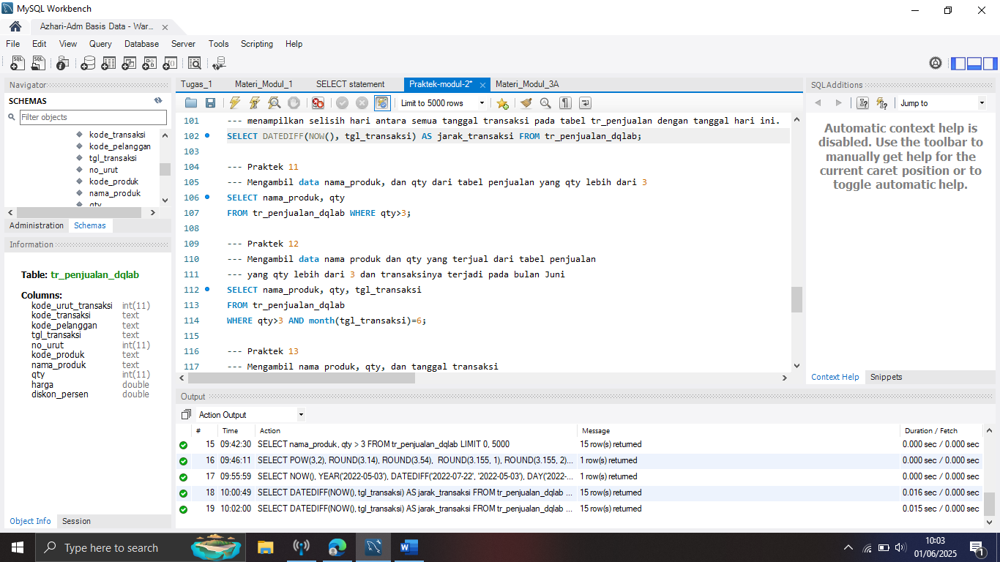 MySQL Workbench
Azhari-Adm Basis Data - War...
File Edit View Query Database Server Tools Scripting Help
Navigator
SCHEMAS
Filter objects
kode_transaksi
kode_pelanggan
tgl_transaksi
no_urut
kode_produk
nama_produk
qty
Administration Schemas
Information
Table: tr_penjualan_dqlab
Columns:
kode_urut_transaksi int(11)
kode_transaksi text
kode_pelanggan text
tgl_transaksi text
no_urut int(11)
kode_produk text
nama_produk text
qty int(11)
harga double
diskon_persen double
Object Info Session
Tugas_1 Materi_Modul_1 SELECT statement Praktek-modul-2* Materi_Modul_3A
Limit to 5000 rows
101 --- menampilkan selisih hari antara semua tanggal transaksi pada tabel tr_penjualan dengan tanggal hari ini.
102 SELECT DATEDIFF(NOW(), tgl_transaksi) AS jarak_transaksi FROM tr_penjualan_dqlab;
103
104 --- Praktek 11
105 --- Mengambil data nama_produk, dan qty dari tabel penjualan yang qty lebih dari 3
106 SELECT nama_produk, qty
107 FROM tr_penjualan_dqlab WHERE qty>3;
108
109 --- Praktek 12
110 --- Mengambil data nama produk dan qty yang terjual dari tabel penjualan
111 --- yang qty lebih dari 3 dan transaksinya terjadi pada bulan Juni
112 SELECT nama_produk, qty, tgl_transaksi
113 FROM tr_penjualan_dqlab
114 WHERE qty>3 AND month(tgl_transaksi)=6;
115
116 --- Praktek 13
117 --- Mengambil nama produk, qty, dan tanggal transaksi
SQLAdditions
Jump to
Automatic context help is
disabled. Use the toolbar to
manually get help for the
current caret position or to
toggle automatic help.
Context Help Snippets
Output
Action Output
# Time Action Message Duration / Fetch
15 09:42:30 SELECT nama_produk, qty > 3 FROM tr_penjualan_dqlab LIMIT 0, 5000 15 row(s) returned 0.000 sec / 0.000 sec
16 09:46:11 SELECT POW(3,2), ROUND(3.14), ROUND(3.54), ROUND(3.155, 1), ROUND(3.155, 2)... 1 row(s) returned 0.000 sec / 0.000 sec
17 09:55:59 SELECT NOW(), YEAR('2022-05-03'), DATEDIFF('2022-07-22', '2022-05-03'), DAY('2022-... 1 row(s) returned 0.000 sec / 0.000 sec
18 10:00:49 SELECT DATEDIFF(NOW(), tgl_transaksi) AS jarak_transaksi FROM tr_penjualan_dqlab ... 15 row(s) returned 0.016 sec / 0.000 sec
19 10:02:00 SELECT DATEDIFF(NOW(), tgl_transaksi) AS jarak_transaksi FROM tr_penjualan_dqlab ... 15 row(s) returned 0.015 sec / 0.000 sec
Type here to search
10:03
01/06/2025
1